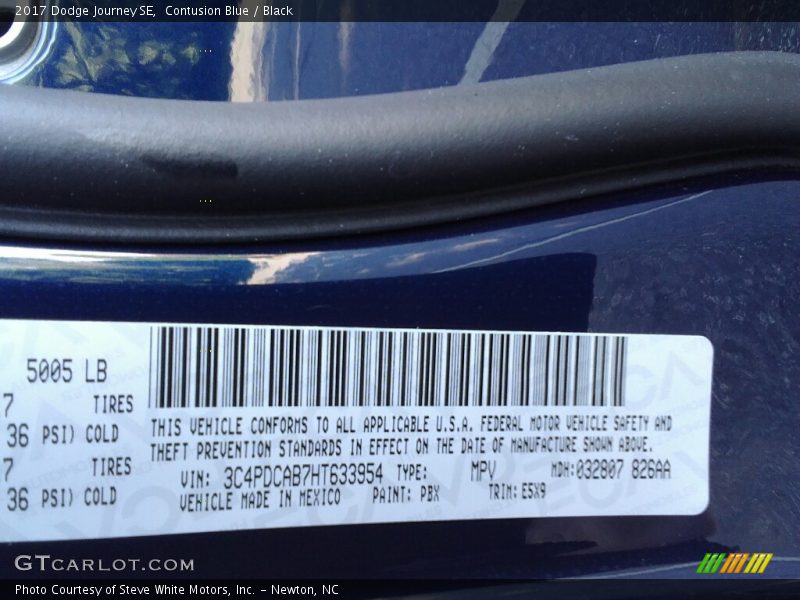 2017 Dodge Journey SE, Contusion Blue / Black
5005 LB
7 TIRES
36 PSI) COLD
7 TIRES
36 PSI) COLD
THIS VEHICLE CONFORMS TO ALL APPLICABLE U.S.A. FEDERAL MOTOR VEHICLE SAFETY AND
THEFT PREVENTION STANDARDS IN EFFECT ON THE DATE OF MANUFACTURE SHOWN ABOVE.
VIN: 3C4PDCAB7HT633954 TYPE: MPV MDH:032807 826AA
VEHICLE MADE IN MEXICO PAINT: PBX TRIM: E5X9
GTCARLOT.COM
Photo Courtesy of Steve White Motors, Inc. – Newton, NC